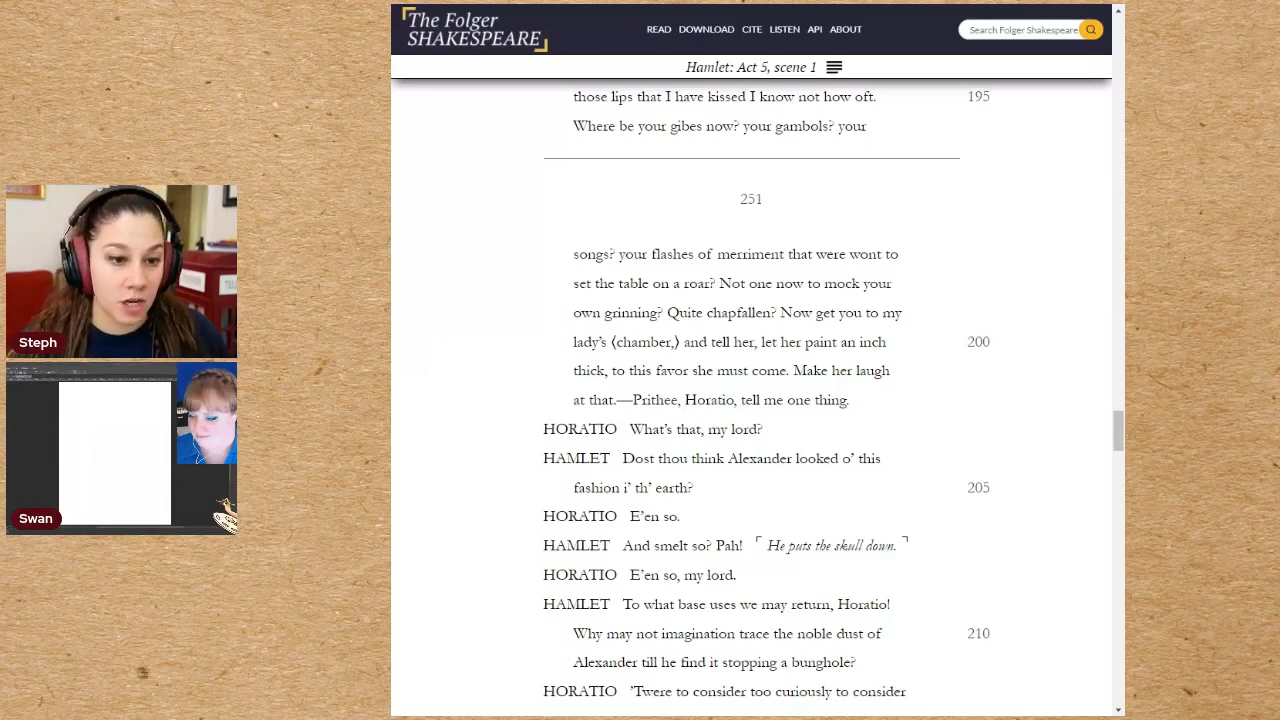 The Folger
SHAKESPEARE
READ DOWNLOAD CITE LISTEN API ABOUT
Search Folger Shakespeare
Hamlet: Act 5, scene 1
those lips that I have kissed I know not how oft. 195
Where be your gibes now? your gambols? your
251
songs? your flashes of merriment that were wont to
set the table on a roar? Not one now to mock your
own grinning? Quite chapfallen? Now get you to my
lady's ⟨chamber,⟩ and tell her, let her paint an inch 200
thick, to this favor she must come. Make her laugh
at that.—Prithee, Horatio, tell me one thing.
HORATIO What's that, my lord?
HAMLET Dost thou think Alexander looked o' this
fashion i' th' earth? 205
HORATIO E'en so.
HAMLET And smelt so? Pah! ⌜He puts the skull down.⌝
HORATIO E'en so, my lord.
HAMLET To what base uses we may return, Horatio!
Why may not imagination trace the noble dust of 210
Alexander till he find it stopping a bunghole?
HORATIO 'Twere to consider too curiously to consider
Steph
Swan